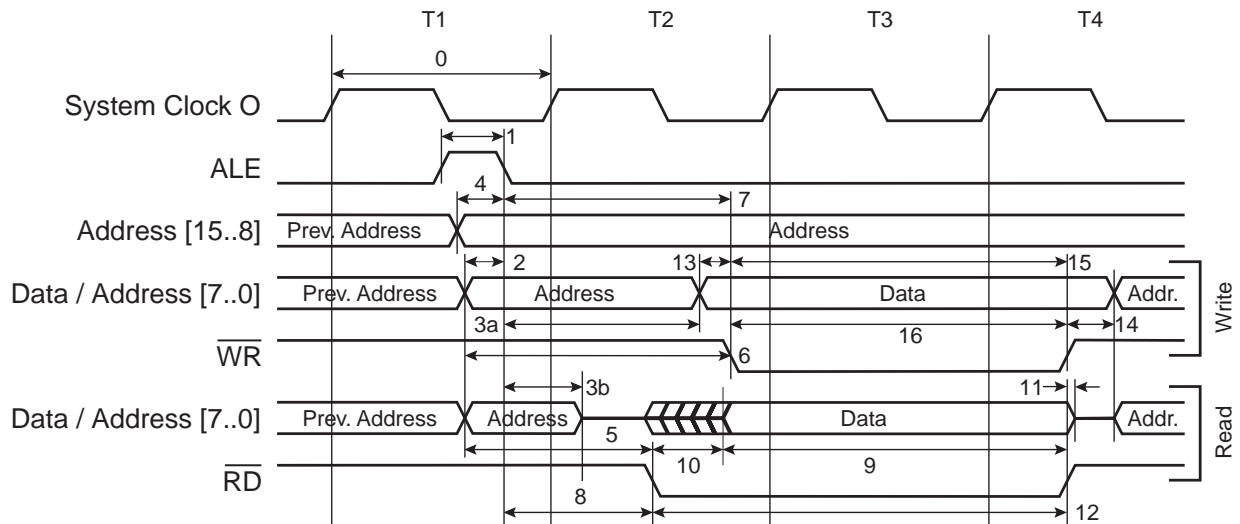 T1 T2 T3 T4
0
System Clock O
1
ALE
4 7
Address [15..8] Prev. Address Address
2 13 15
Data / Address [7..0] Prev. Address Address Data Addr.
3a 16 14
WR 6
Write
3b 11
Data / Address [7..0] Prev. Address Address Data Addr.
5 10 9
RD
8 12
Read